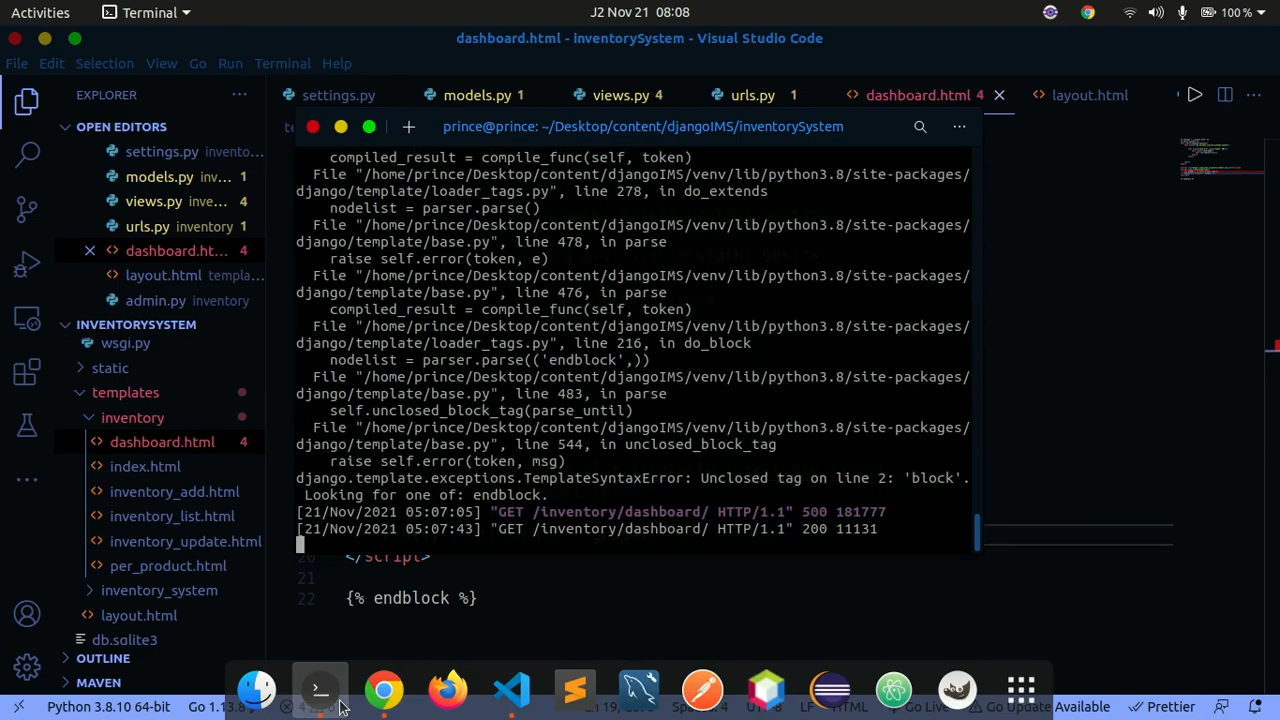 Activities
Terminal
J2 Nov 21 08:08
100 %
dashboard.html - inventorySystem - Visual Studio Code
File Edit Selection View Go Run Terminal Help
EXPLORER
settings.py
models.py 1
views.py 4
urls.py 1
dashboard.html 4
layout.html
OPEN EDITORS
settings.py invento...
models.py inv... 1
views.py inv... 4
urls.py inventory 1
dashboard.ht... 4
layout.html templa...
admin.py inventory
INVENTORYSYSTEM
wsgi.py
static
templates
inventory
dashboard.html 4
index.html
inventory_add.html
inventory_list.html
inventory_update.html
per_product.html
inventory_system
layout.html
db.sqlite3
OUTLINE
MAVEN
prince@prince: ~/Desktop/content/djangoIMS/inventorySystem
compiled_result = compile_func(self, token)
File "/home/prince/Desktop/content/djangoIMS/venv/lib/python3.8/site-packages/
django/template/loader_tags.py", line 278, in do_extends
nodelist = parser.parse()
File "/home/prince/Desktop/content/djangoIMS/venv/lib/python3.8/site-packages/
django/template/base.py", line 478, in parse
raise self.error(token, e)
File "/home/prince/Desktop/content/djangoIMS/venv/lib/python3.8/site-packages/
django/template/base.py", line 476, in parse
compiled_result = compile_func(self, token)
File "/home/prince/Desktop/content/djangoIMS/venv/lib/python3.8/site-packages/
django/template/loader_tags.py", line 216, in do_block
nodelist = parser.parse(('endblock',))
File "/home/prince/Desktop/content/djangoIMS/venv/lib/python3.8/site-packages/
django/template/base.py", line 483, in parse
self.unclosed_block_tag(parse_until)
File "/home/prince/Desktop/content/djangoIMS/venv/lib/python3.8/site-packages/
django/template/base.py", line 544, in unclosed_block_tag
raise self.error(token, msg)
django.template.exceptions.TemplateSyntaxError: Unclosed tag on line 2: 'block'.
Looking for one of: endblock.
[21/Nov/2021 05:07:05] "GET /inventory/dashboard/ HTTP/1.1" 500 181777
[21/Nov/2021 05:07:43] "GET /inventory/dashboard/ HTTP/1.1" 200 11131
20 </script>
21
22 {% endblock %}
Python 3.8.10 64-bit
Go 1.13.8
Go Update Available
Prettier